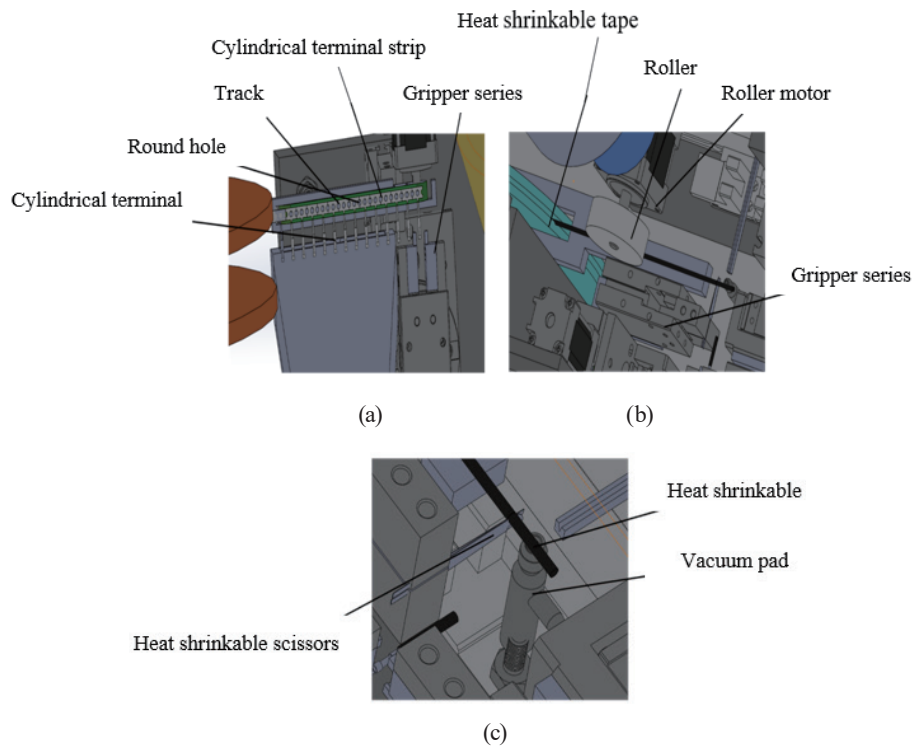 Heat shrinkable tape
Cylindrical terminal strip
Roller
Track
Gripper series
Roller motor
Round hole
Cylindrical terminal
Gripper series
(a)
(b)
Heat shrinkable
Vacuum pad
Heat shrinkable scissors
(c)